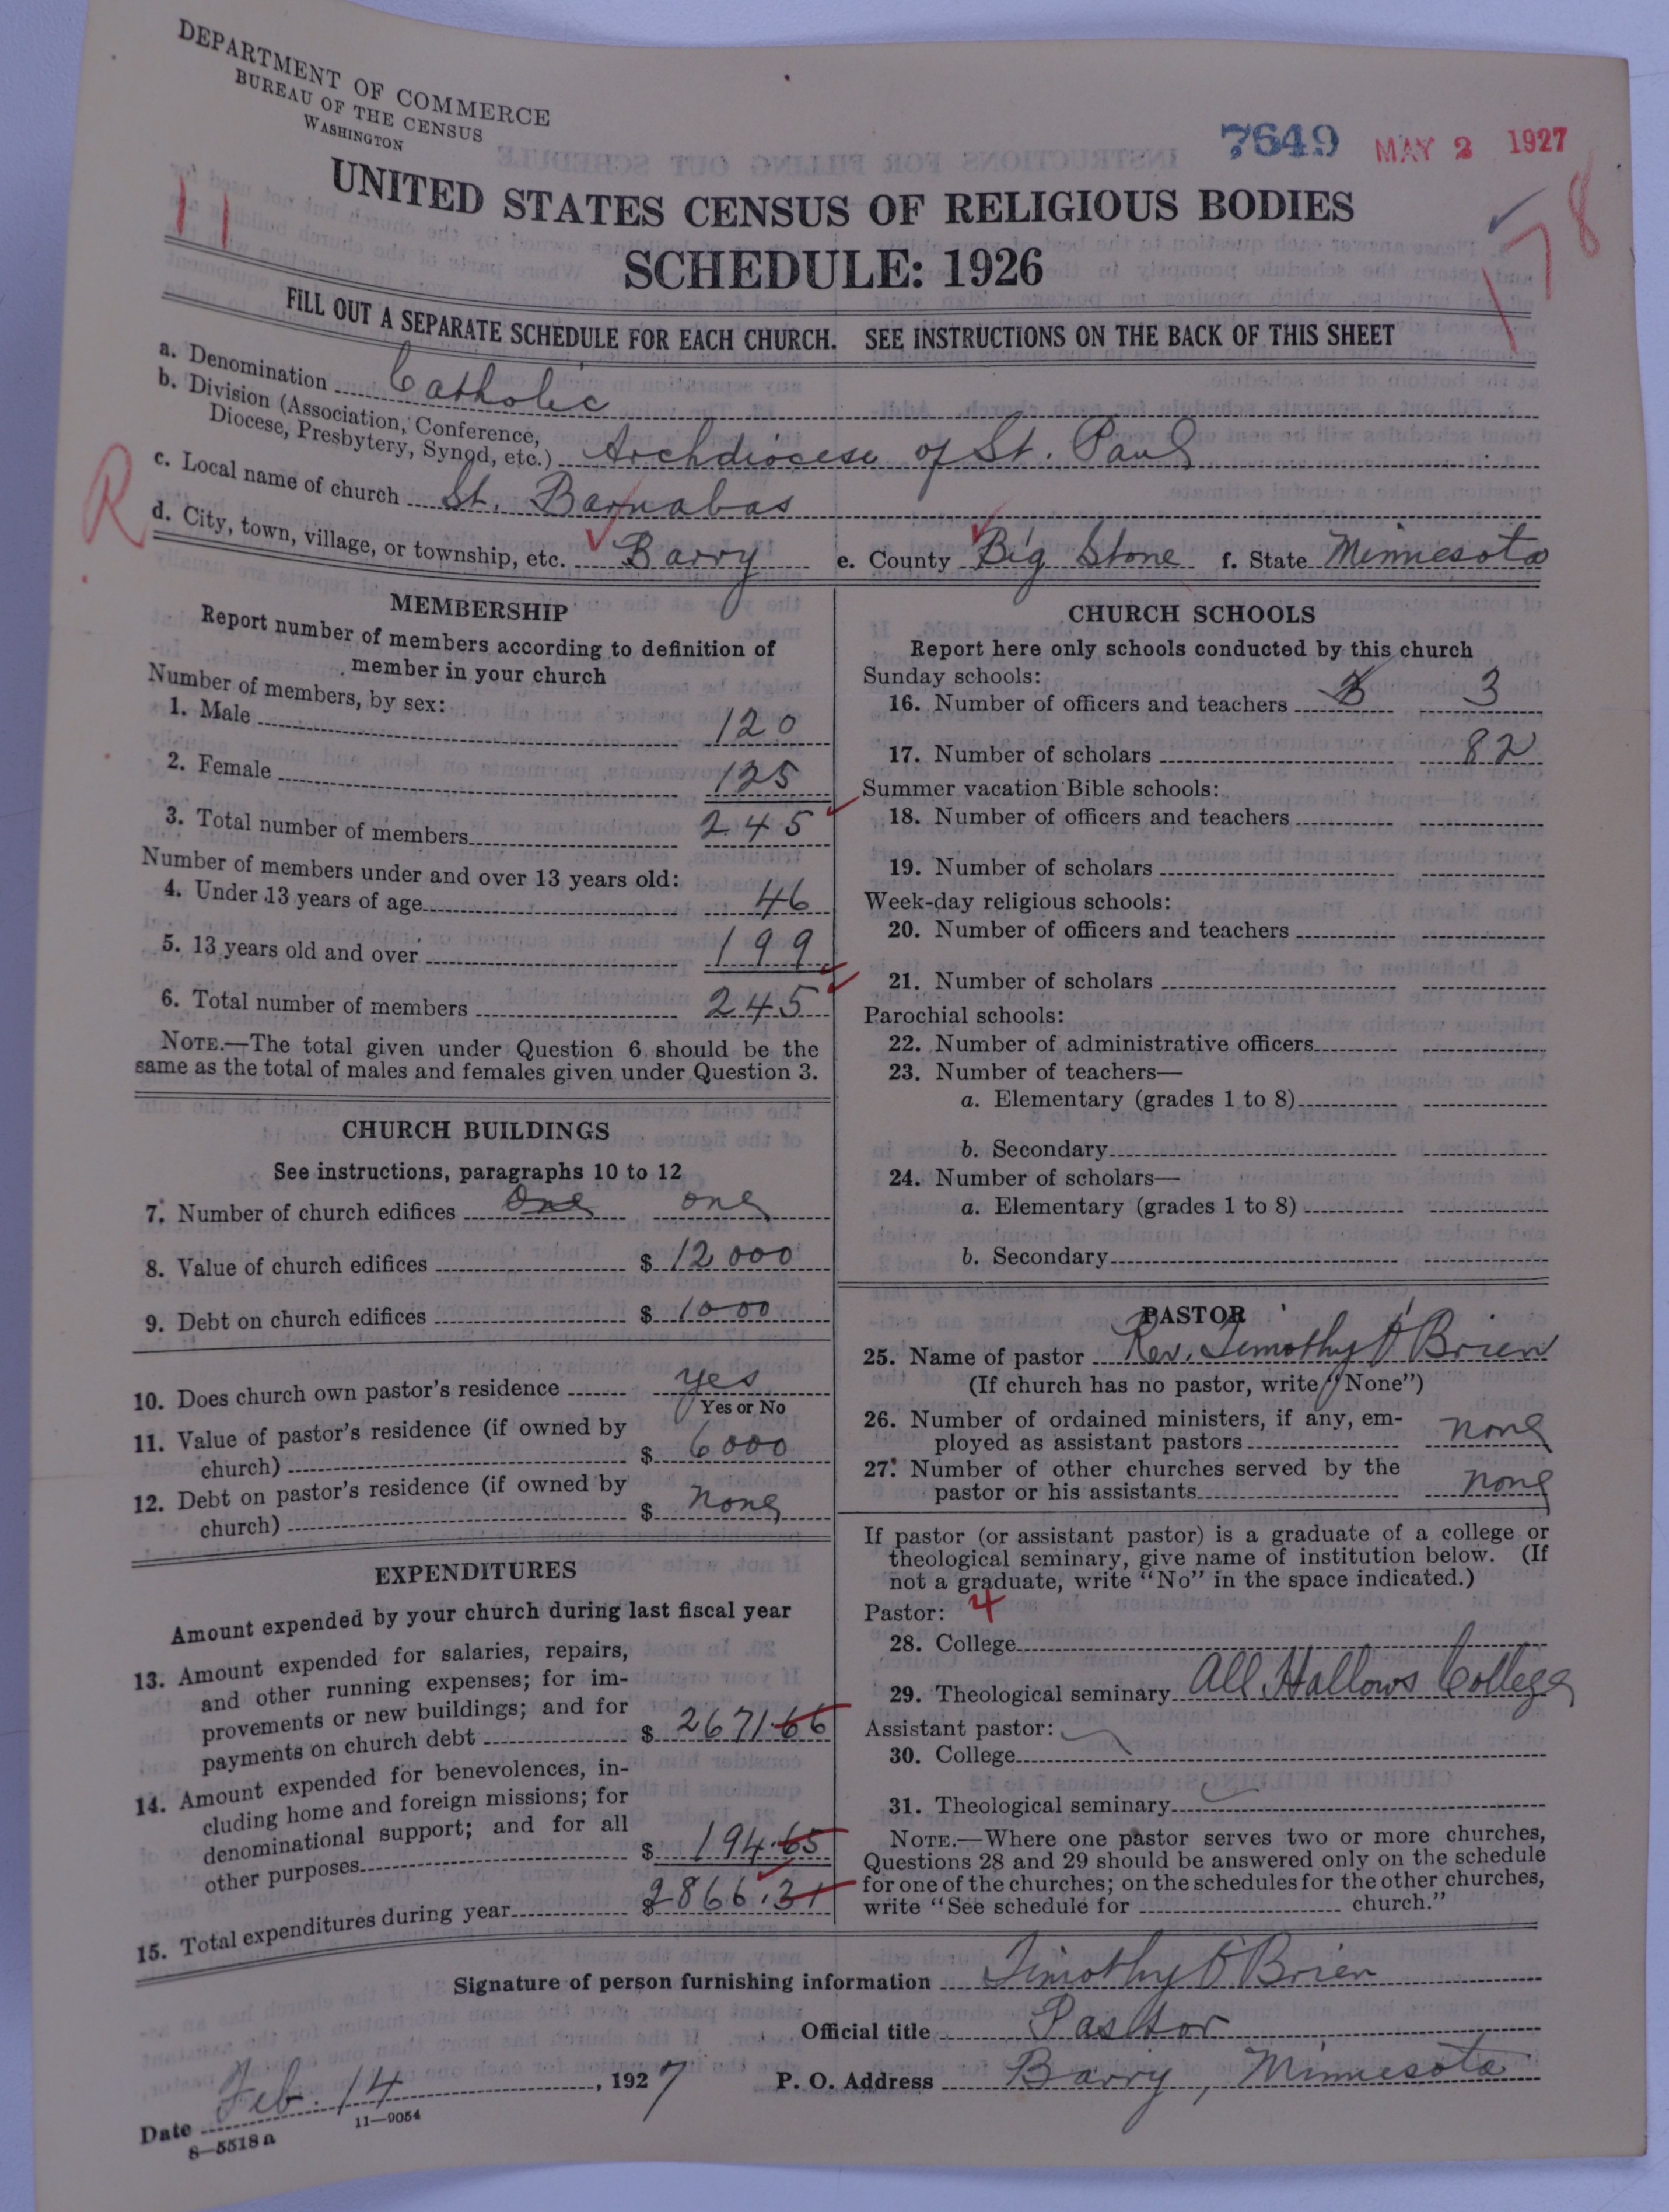 DEPARTMENT OF COMMERCE
BUREAU OF THE CENSUS
WASHINGTON
7649 MAY 2 1927
11
178
UNITED STATES CENSUS OF RELIGIOUS BODIES
SCHEDULE: 1926
FILL OUT A SEPARATE SCHEDULE FOR EACH CHURCH. SEE INSTRUCTIONS ON THE BACK OF THIS SHEET
a. Denomination Catholic
b. Division (Association, Conference,
Diocese, Presbytery, Synod, etc.) Archdiocese of St. Paul
c. Local name of church St. Barnabas
R
d. City, town, village, or township, etc. Barry e. County Big Stone f. State Minnesota
MEMBERSHIP
Report number of members according to definition of
member in your church
Number of members, by sex:
1. Male 120
2. Female 125
3. Total number of members 245
Number of members under and over 13 years old:
4. Under 13 years of age 46
5. 13 years old and over 199
6. Total number of members 245
NOTE.—The total given under Question 6 should be the
same as the total of males and females given under Question 3.
CHURCH BUILDINGS
See instructions, paragraphs 10 to 12
7. Number of church edifices One one
8. Value of church edifices $ 12000
9. Debt on church edifices $ 1000
10. Does church own pastor's residence yes
Yes or No
11. Value of pastor's residence (if owned by
church) $ 6000
12. Debt on pastor's residence (if owned by
church) $ none
EXPENDITURES
Amount expended by your church during last fiscal year
13. Amount expended for salaries, repairs,
and other running expenses; for im-
provements or new buildings; and for
payments on church debt $ 2671.66
14. Amount expended for benevolences, in-
cluding home and foreign missions; for
denominational support; and for all
other purposes $ 194.65
15. Total expenditures during year $ 2866.31
CHURCH SCHOOLS
Report here only schools conducted by this church
Sunday schools:
16. Number of officers and teachers 3 3
17. Number of scholars 82
Summer vacation Bible schools:
18. Number of officers and teachers
19. Number of scholars
Week-day religious schools:
20. Number of officers and teachers
21. Number of scholars
Parochial schools:
22. Number of administrative officers
23. Number of teachers—
a. Elementary (grades 1 to 8)
b. Secondary
24. Number of scholars—
a. Elementary (grades 1 to 8)
b. Secondary
PASTOR
25. Name of pastor Rev. Timothy O'Brien
(If church has no pastor, write "None")
26. Number of ordained ministers, if any, em-
ployed as assistant pastors none
27. Number of other churches served by the
pastor or his assistants none
If pastor (or assistant pastor) is a graduate of a college or
theological seminary, give name of institution below. (If
not a graduate, write "No" in the space indicated.)
Pastor: 4
28. College
29. Theological seminary All Hallows College
Assistant pastor:
30. College
31. Theological seminary
NOTE.—Where one pastor serves two or more churches,
Questions 28 and 29 should be answered only on the schedule
for one of the churches; on the schedules for the other churches,
write "See schedule for church."
Signature of person furnishing information Timothy O'Brien
Official title Pastor
Date Feb. 14, 1927 P. O. Address Barry, Minnesota
8—5518a 11—9054